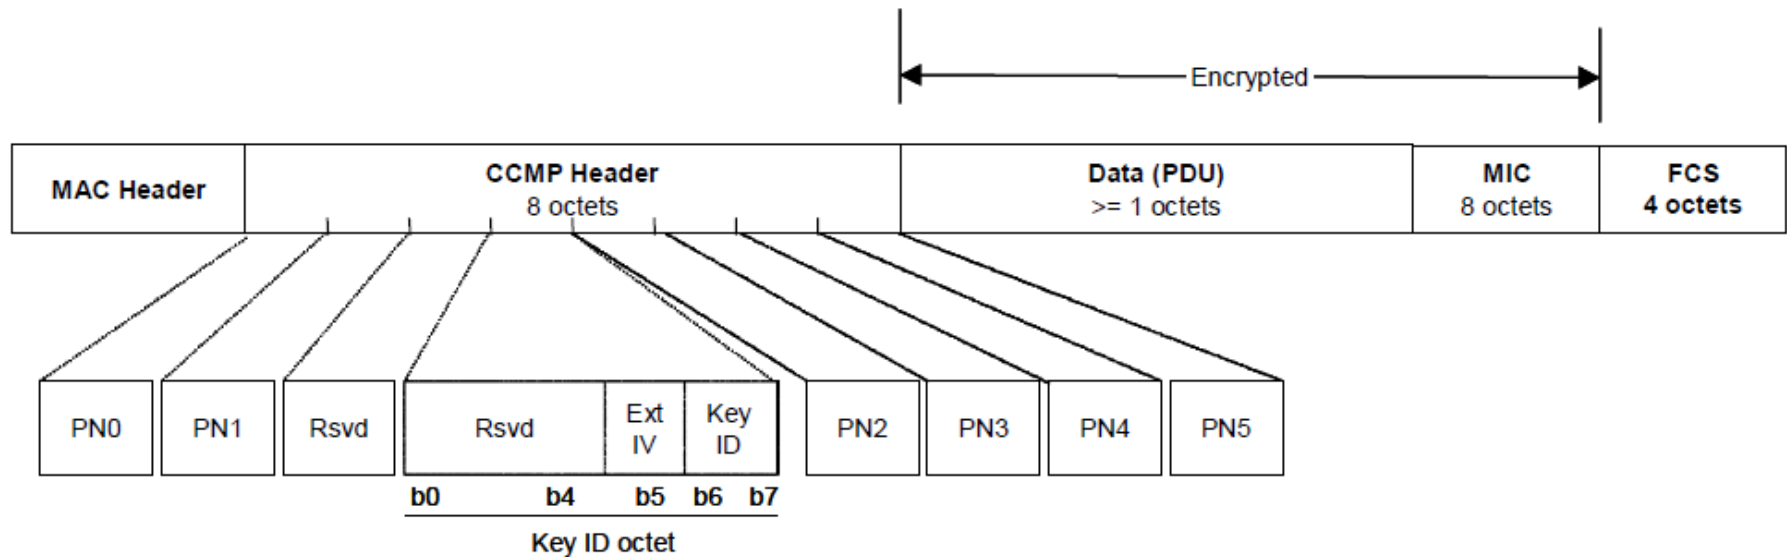 Encrypted
MAC Header
CCMP Header
8 octets
Data (PDU)
>= 1 octets
MIC
8 octets
FCS
4 octets
PN0
PN1
Rsvd
Rsvd
Ext
IV
Key
ID
PN2
PN3
PN4
PN5
b0 b4 b5 b6 b7
Key ID octet